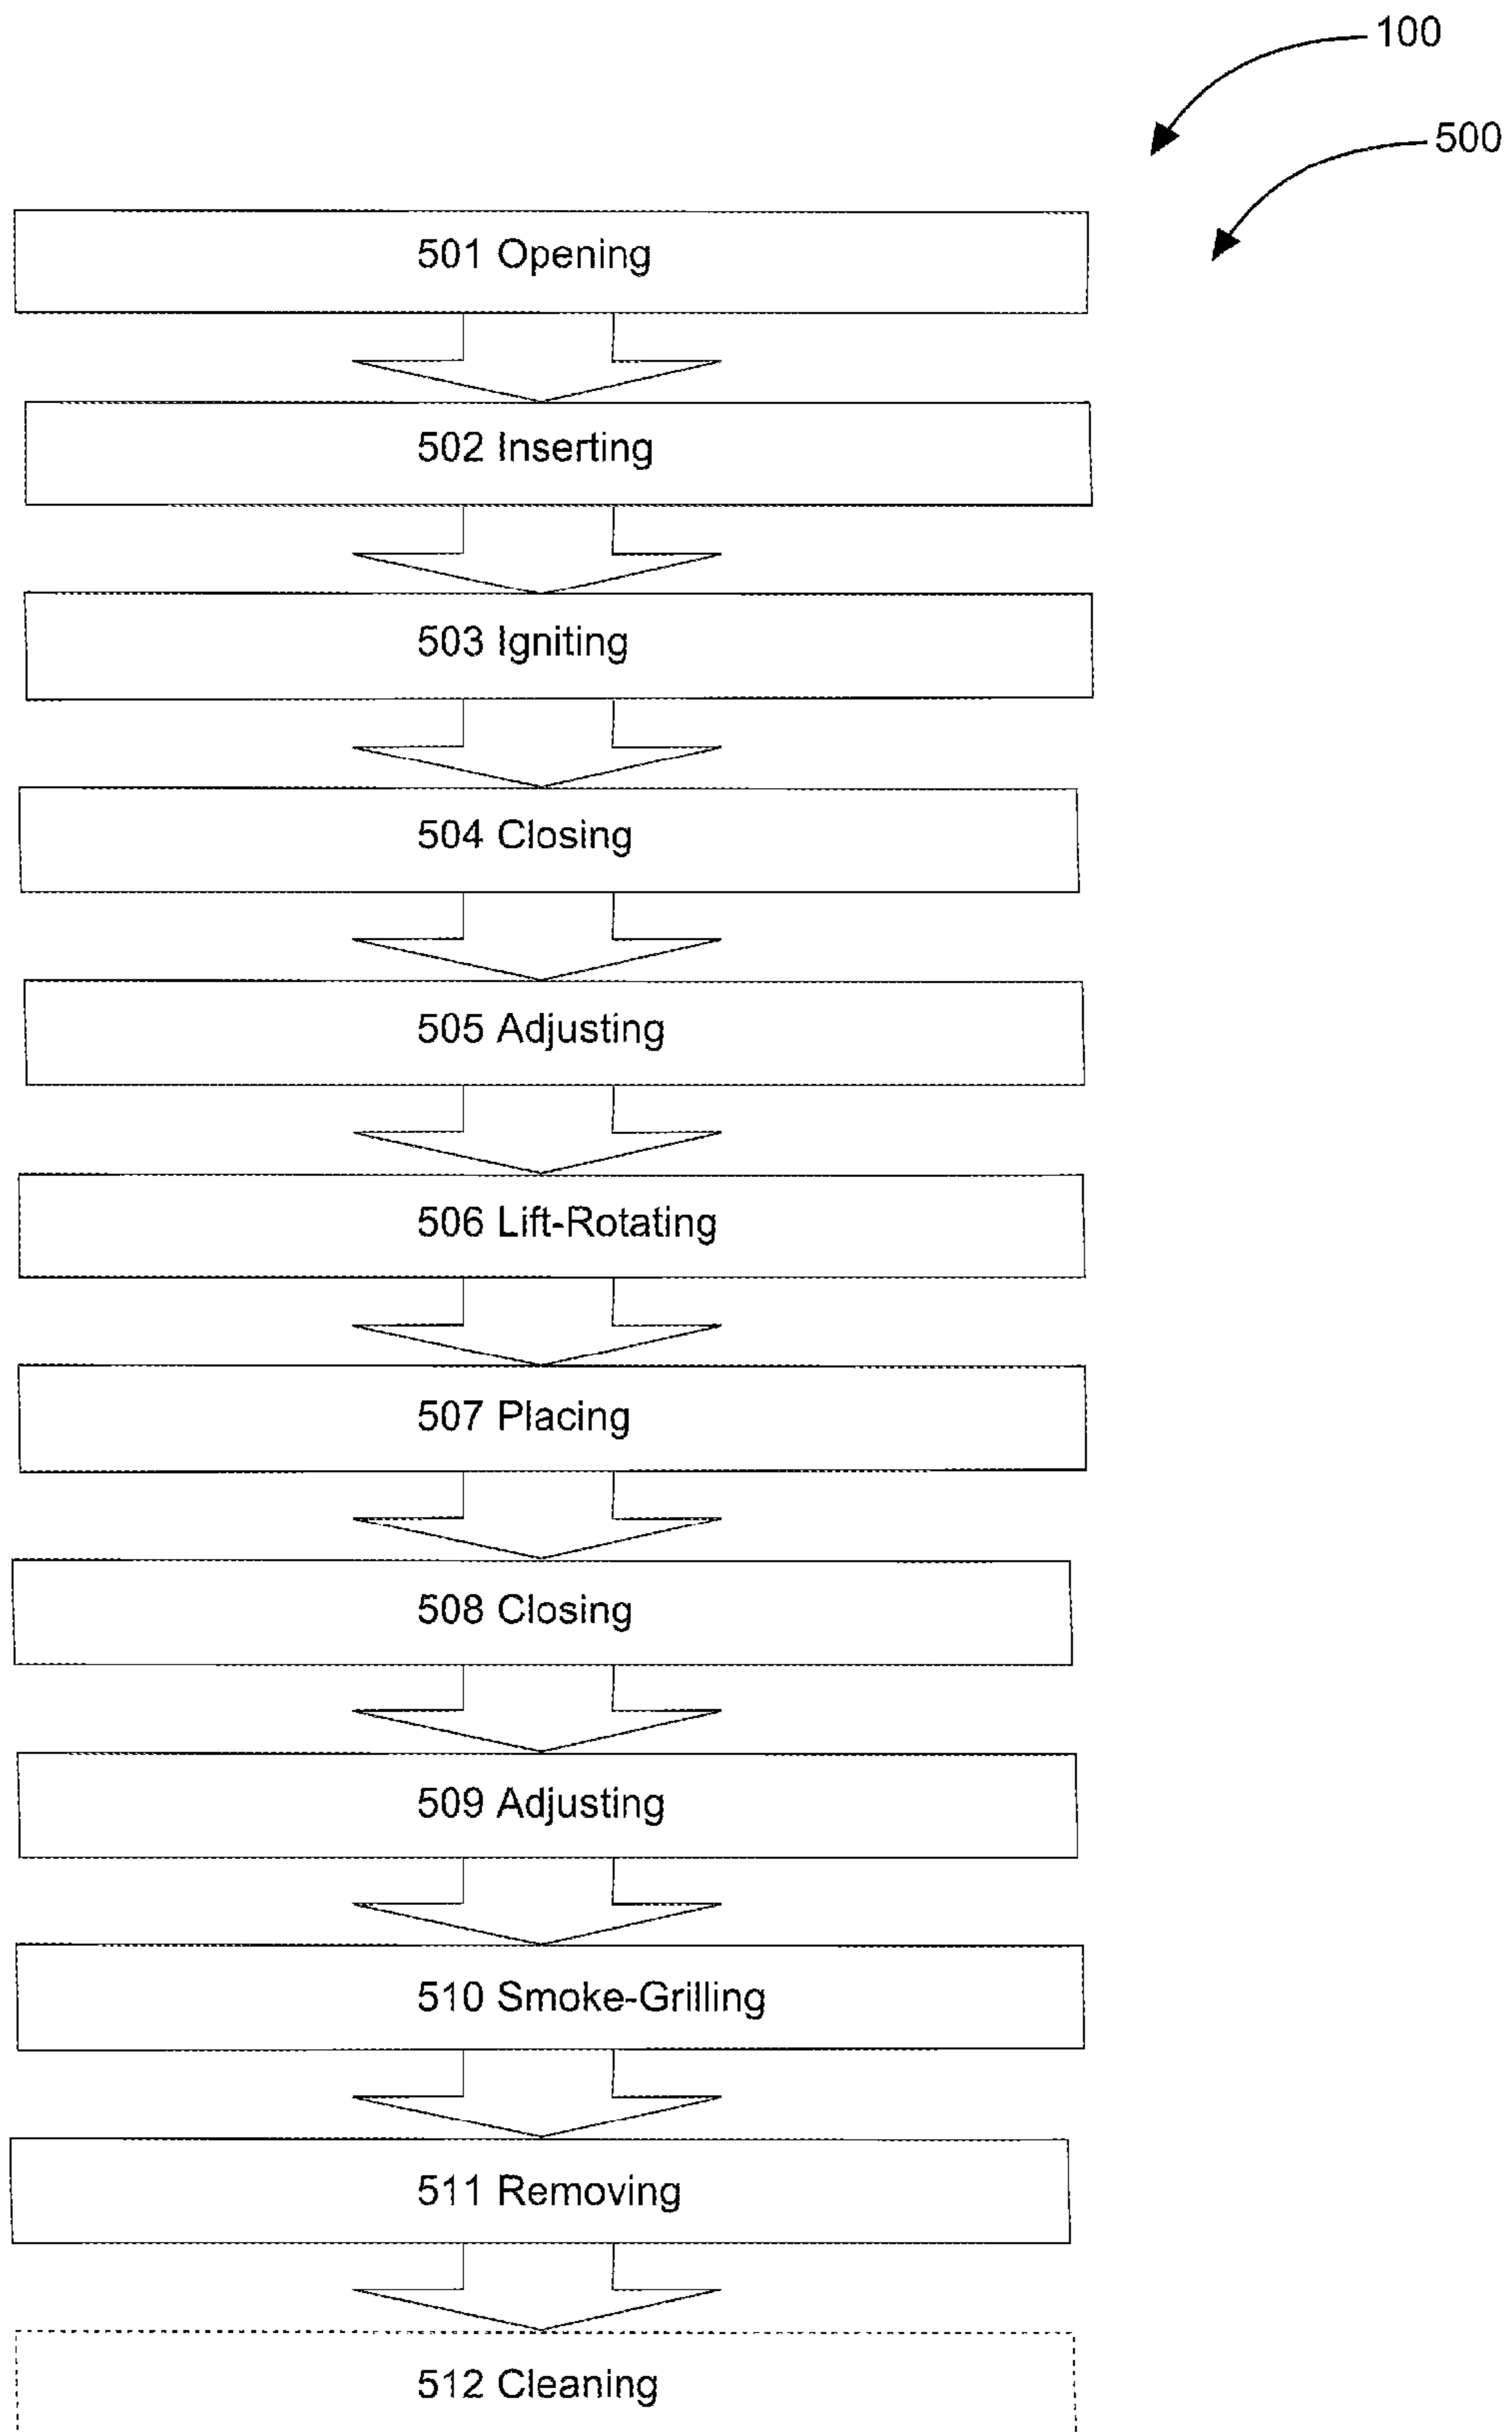 100
500
501 Opening
502 Inserting
503 Igniting
504 Closing
505 Adjusting
506 Lift-Rotating
507 Placing
508 Closing
509 Adjusting
510 Smoke-Grilling
511 Removing
512 Cleaning